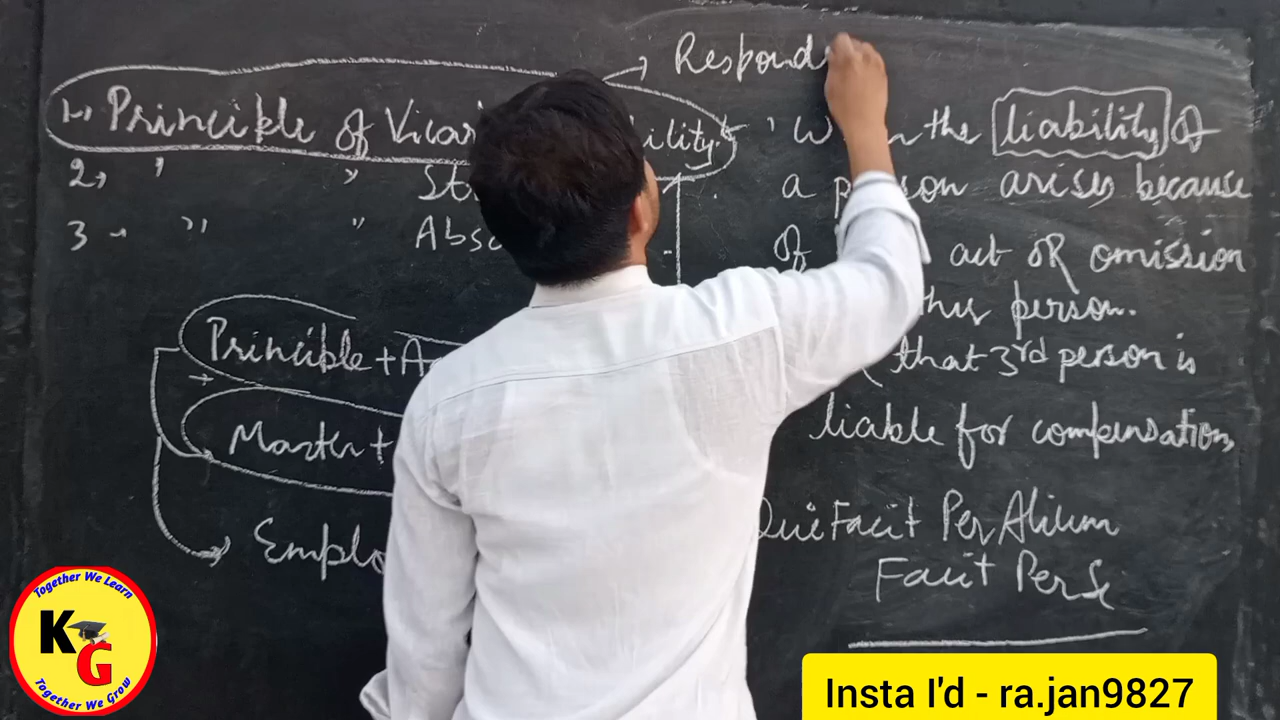 → Respond
1. Principle of Vicar ility. 'W n the liability of
2, " " St a person arises because
3 - " " Abs of act or omission
this person.
Principle + A that 3rd person is
Master + liable for compensation,
Qui Facit Per Alium
Emplo Facit Per Se
Together We Learn
KG
Together We Grow
Insta I'd - ra.jan9827